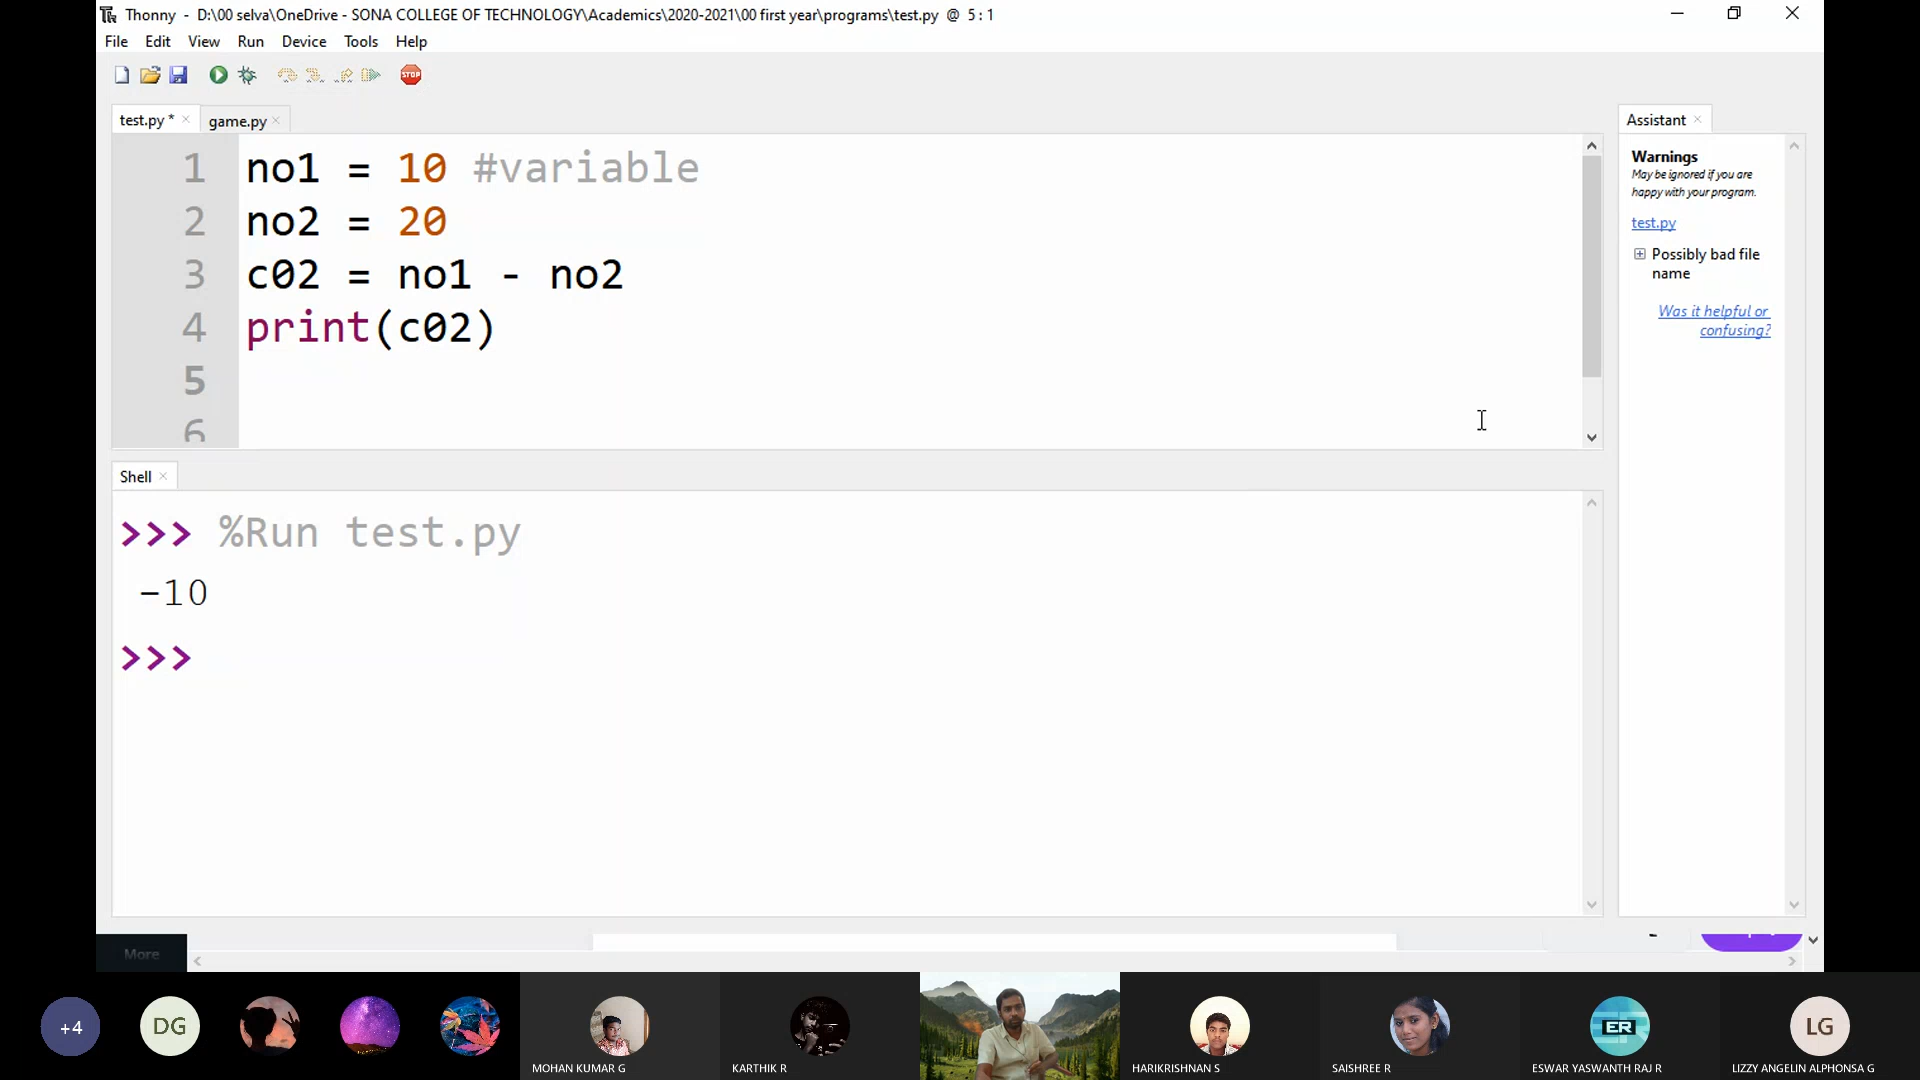 Thonny - D:\00 selva\OneDrive - SONA COLLEGE OF TECHNOLOGY\Academics\2020-2021\00 first year\programs\test.py @ 5 : 1
File Edit View Run Device Tools Help
STOP
test.py * × game.py ×
1 no1 = 10 #variable
2 no2 = 20
3 c02 = no1 - no2
4 print(c02)
5
6
Assistant ×
Warnings
May be ignored if you are
happy with your program.
test.py
Possibly bad file
name
Was it helpful or
confusing?
Shell ×
>>> %Run test.py
-10
>>>
More
+4
DG
MOHAN KUMAR G
KARTHIK R
HARIKRISHNAN S
SAISHREE R
ER
ESWAR YASWANTH RAJ R
LG
LIZZY ANGELIN ALPHONSA G